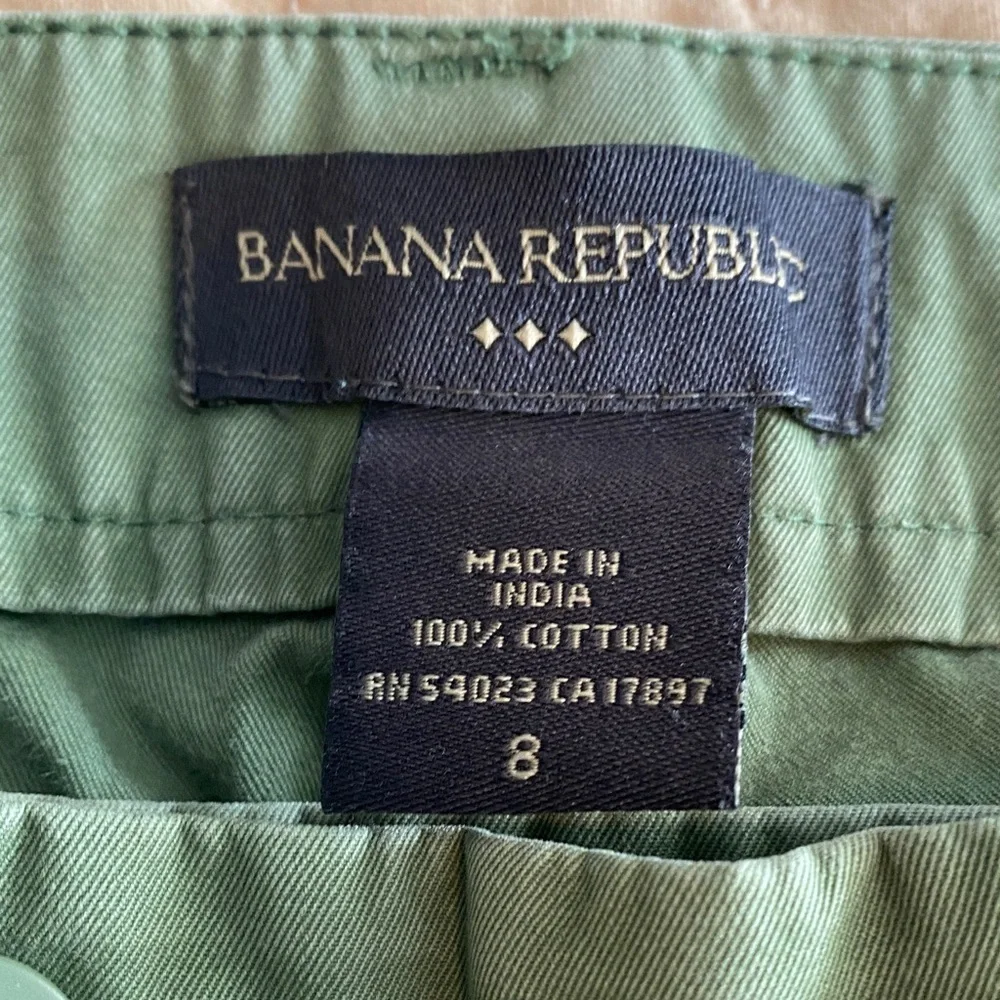 BANANA REPUBLIC
MADE IN
INDIA
100% COTTON
RN 54023 CA 17897
8